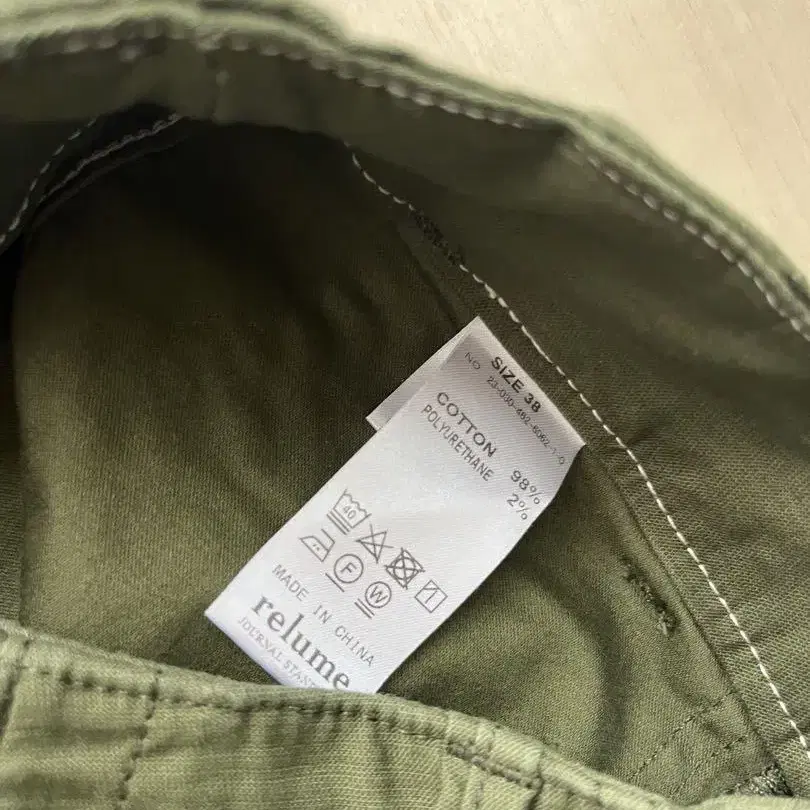 SIZE 38
NO 23-030-462-6062-1-0
COTTON 98%
POLYURETHANE 2%
40
F W
MADE IN CHINA
relume
JOURNAL